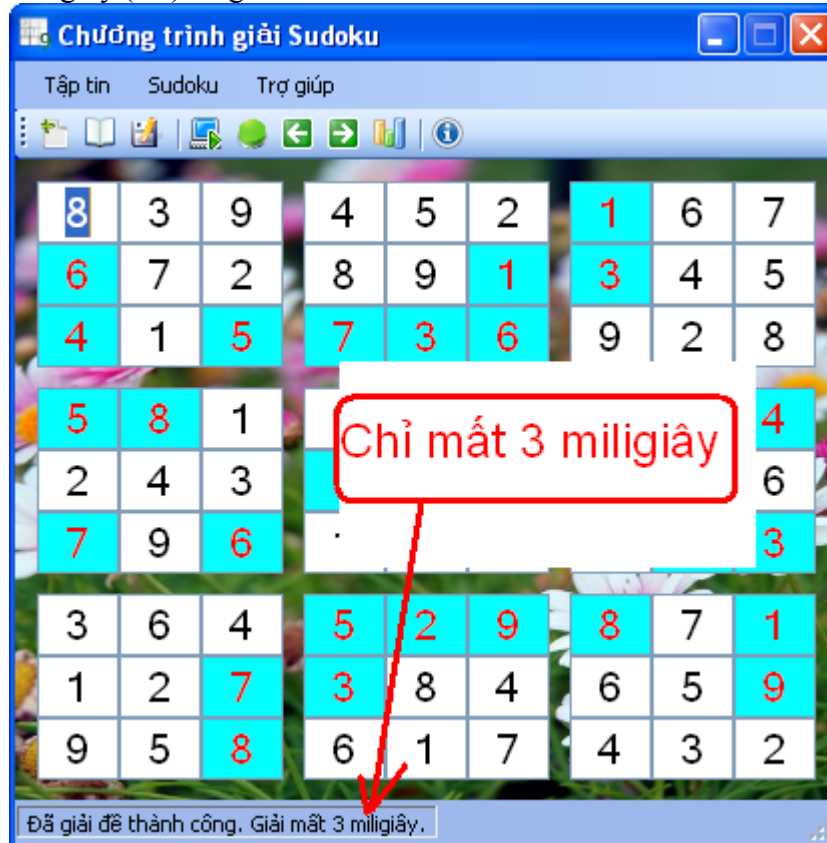 Chương trình giải Sudoku
Tập tin Sudoku Trợ giúp
8 3 9 4 5 2 1 6 7
6 7 2 8 9 1 3 4 5
4 1 5 7 3 6 9 2 8
5 8 1 4
Chỉ mất 3 miligiây
2 4 3 6
7 9 6 3
3 6 4 5 2 9 8 7 1
1 2 7 3 8 4 6 5 9
9 5 8 6 1 7 4 3 2
Đã giải đề thành công. Giải mất 3 miligiây.